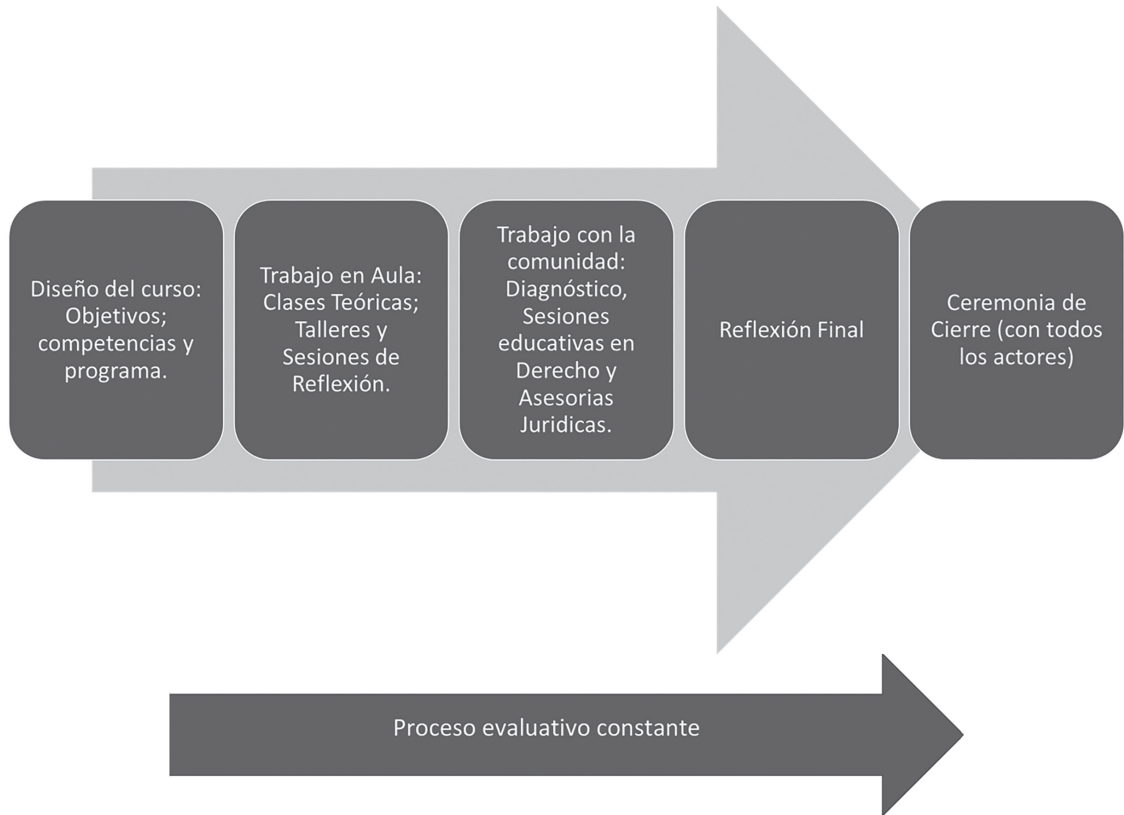 Diseño del curso:
Objetivos;
competencias y
programa.
Trabajo en Aula:
Clases Teóricas;
Talleres y
Sesiones de
Reflexión.
Trabajo con la
comunidad:
Diagnóstico,
Sesiones
educativas en
Derecho y
Asesorias
Juridicas.
Reflexión Final
Ceremonia de
Cierre (con todos
los actores)
Proceso evaluativo constante